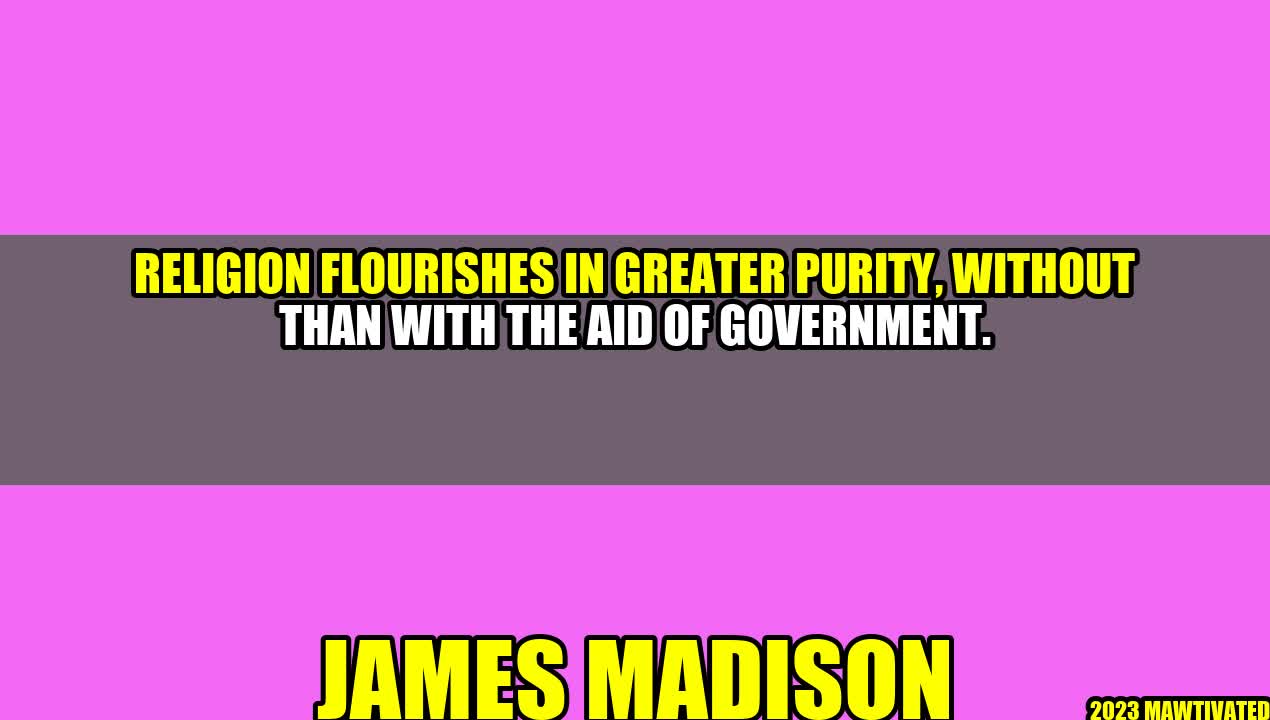 RELIGION FLOURISHES IN GREATER PURITY, WITHOUT
THAN WITH THE AID OF GOVERNMENT.
JAMES MADISON
2023 MAWTIVATED